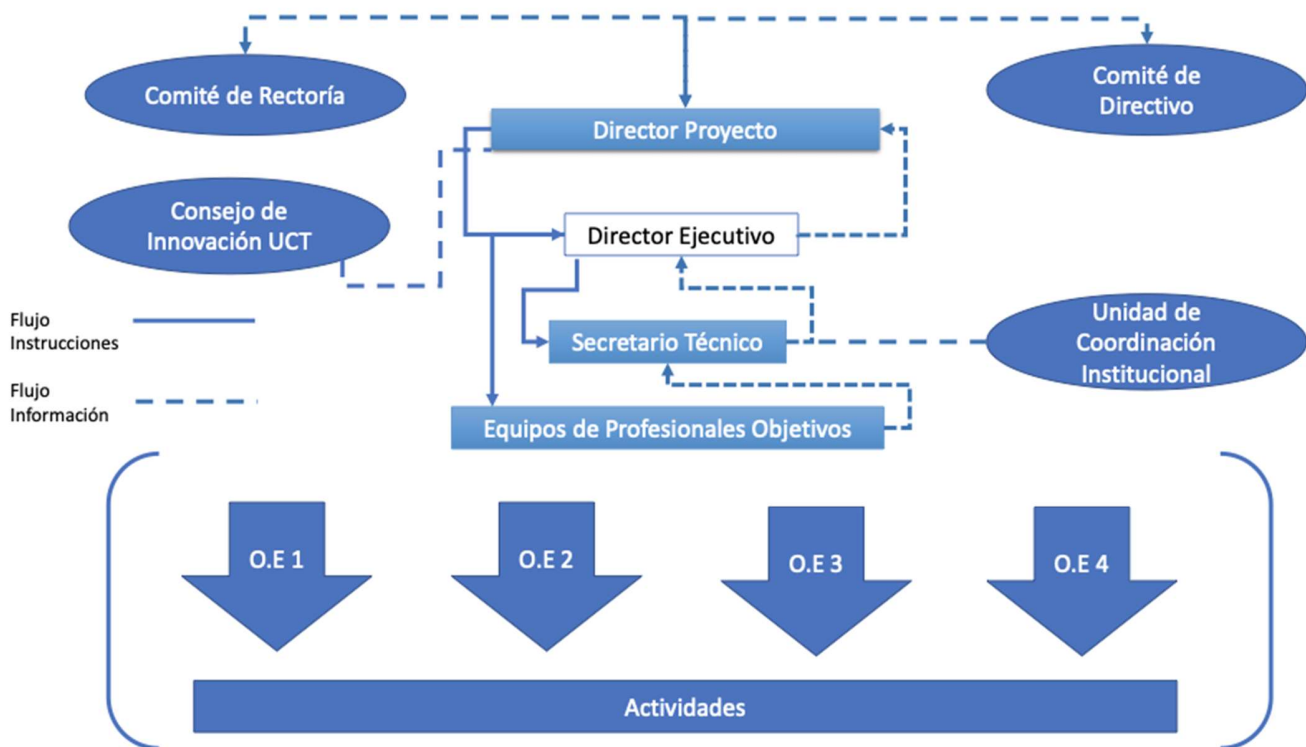 Comité de Rectoría
Comité de
Directivo
Director Proyecto
Consejo de
Innovación UCT
Director Ejecutivo
Flujo
Instrucciones
Secretario Técnico
Unidad de
Coordinación
Institucional
Flujo
Información
Equipos de Profesionales Objetivos
O.E 1
O.E 2
O.E 3
O.E 4
Actividades